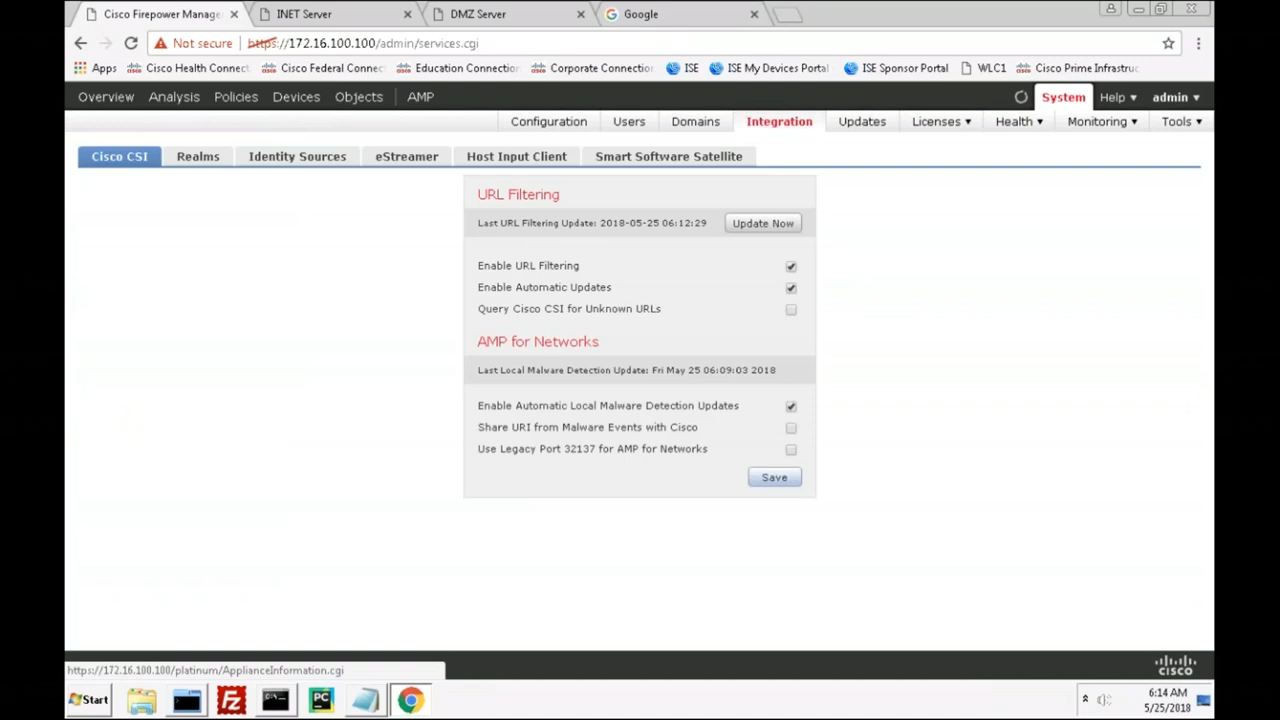 Cisco Firepower Manage
INET Server
DMZ Server
Google
Not secure | https://172.16.100.100/admin/services.cgi
Apps
Cisco Health Connect
Cisco Federal Connec
Education Connection
Corporate Connection
ISE
ISE My Devices Portal
ISE Sponsor Portal
WLC1
Cisco Prime Infrastruc
Overview Analysis Policies Devices Objects AMP System Help admin
Configuration Users Domains Integration Updates Licenses Health Monitoring Tools
Cisco CSI Realms Identity Sources eStreamer Host Input Client Smart Software Satellite
URL Filtering
Last URL Filtering Update: 2018-05-25 06:12:29 Update Now
Enable URL Filtering
Enable Automatic Updates
Query Cisco CSI for Unknown URLs
AMP for Networks
Last Local Malware Detection Update: Fri May 25 06:09:03 2018
Enable Automatic Local Malware Detection Updates
Share URI from Malware Events with Cisco
Use Legacy Port 32137 for AMP for Networks
Save
https://172.16.100.100/platinum/ApplianceInformation.cgi
CISCO
Start
FZ
PC
6:14 AM
5/25/2018